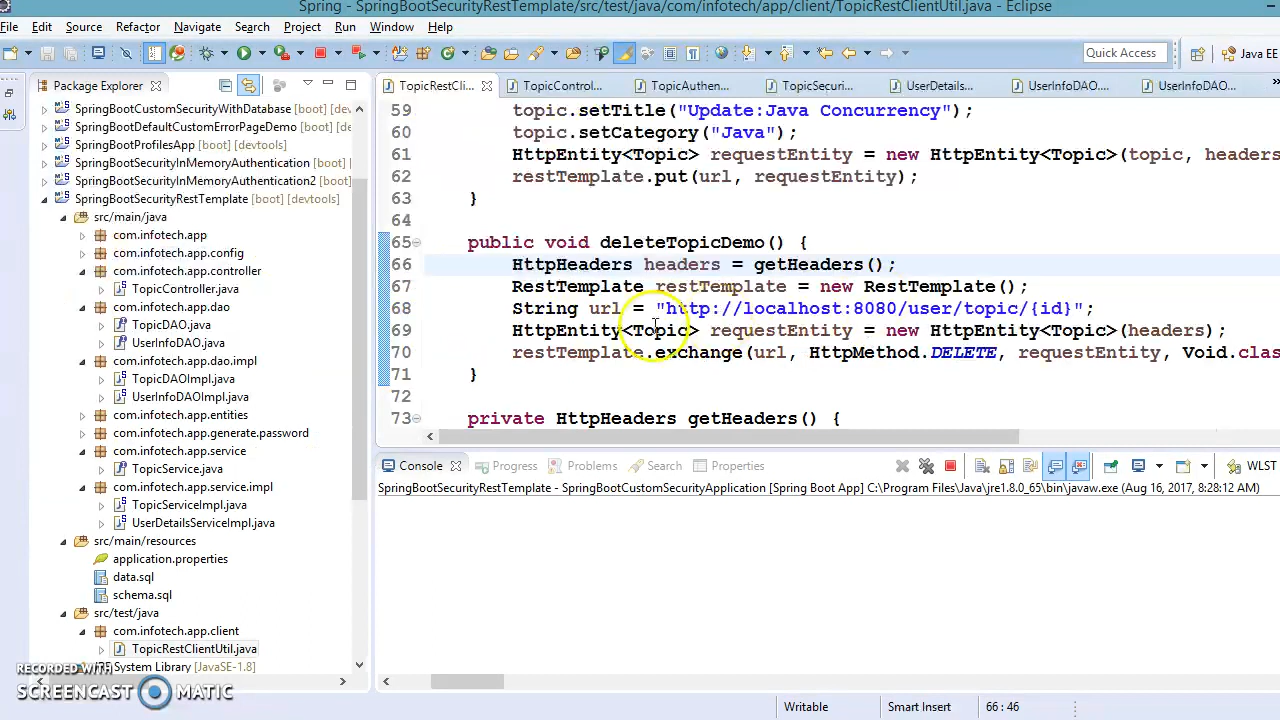 Spring - SpringBootSecurityRestTemplate/src/test/java/com/infotech/app/client/TopicRestClientUtil.java - Eclipse
File Edit Source Refactor Navigate Search Project Run Window Help
Quick Access
Java EE
Package Explorer
SpringBootCustomSecurityWithDatabase [boot] [devtools]
SpringBootDefaultCustomErrorPageDemo [boot]
SpringBootProfilesApp [boot] [devtools]
SpringBootSecurityInMemoryAuthentication [boot]
SpringBootSecurityInMemoryAuthentication2 [boot]
SpringBootSecurityRestTemplate [boot] [devtools]
src/main/java
com.infotech.app
com.infotech.app.config
com.infotech.app.controller
TopicController.java
com.infotech.app.dao
TopicDAO.java
UserInfoDAO.java
com.infotech.app.dao.impl
TopicDAOImpl.java
UserInfoDAOImpl.java
com.infotech.app.entities
com.infotech.app.generate.password
com.infotech.app.service
TopicService.java
com.infotech.app.service.impl
TopicServiceImpl.java
UserDetailsServiceImpl.java
src/main/resources
application.properties
data.sql
schema.sql
src/test/java
com.infotech.app.client
TopicRestClientUtil.java
System Library [JavaSE-1.8]
TopicRestCli... TopicControl... TopicAuthen... TopicSecuri... UserDetails... UserInfoDAO.... UserInfoDAO...
59 topic.setTitle("Update:Java Concurrency");
60 topic.setCategory("Java");
61 HttpEntity<Topic> requestEntity = new HttpEntity<Topic>(topic, headers
62 restTemplate.put(url, requestEntity);
63 }
64
65 public void deleteTopicDemo() {
66 HttpHeaders headers = getHeaders();
67 RestTemplate restTemplate = new RestTemplate();
68 String url = "http://localhost:8080/user/topic/{id}";
69 HttpEntity<Topic> requestEntity = new HttpEntity<Topic>(headers);
70 restTemplate.exchange(url, HttpMethod.DELETE, requestEntity, Void.class
71 }
72
73 private HttpHeaders getHeaders() {
Console Progress Problems Search Properties
WLST
SpringBootSecurityRestTemplate - SpringBootCustomSecurityApplication [Spring Boot App] C:\Program Files\Java\jre1.8.0_65\bin\javaw.exe (Aug 16, 2017, 8:28:12 AM)
RECORDED WITH
SCREENCAST MATIC
Writable Smart Insert 66 : 46